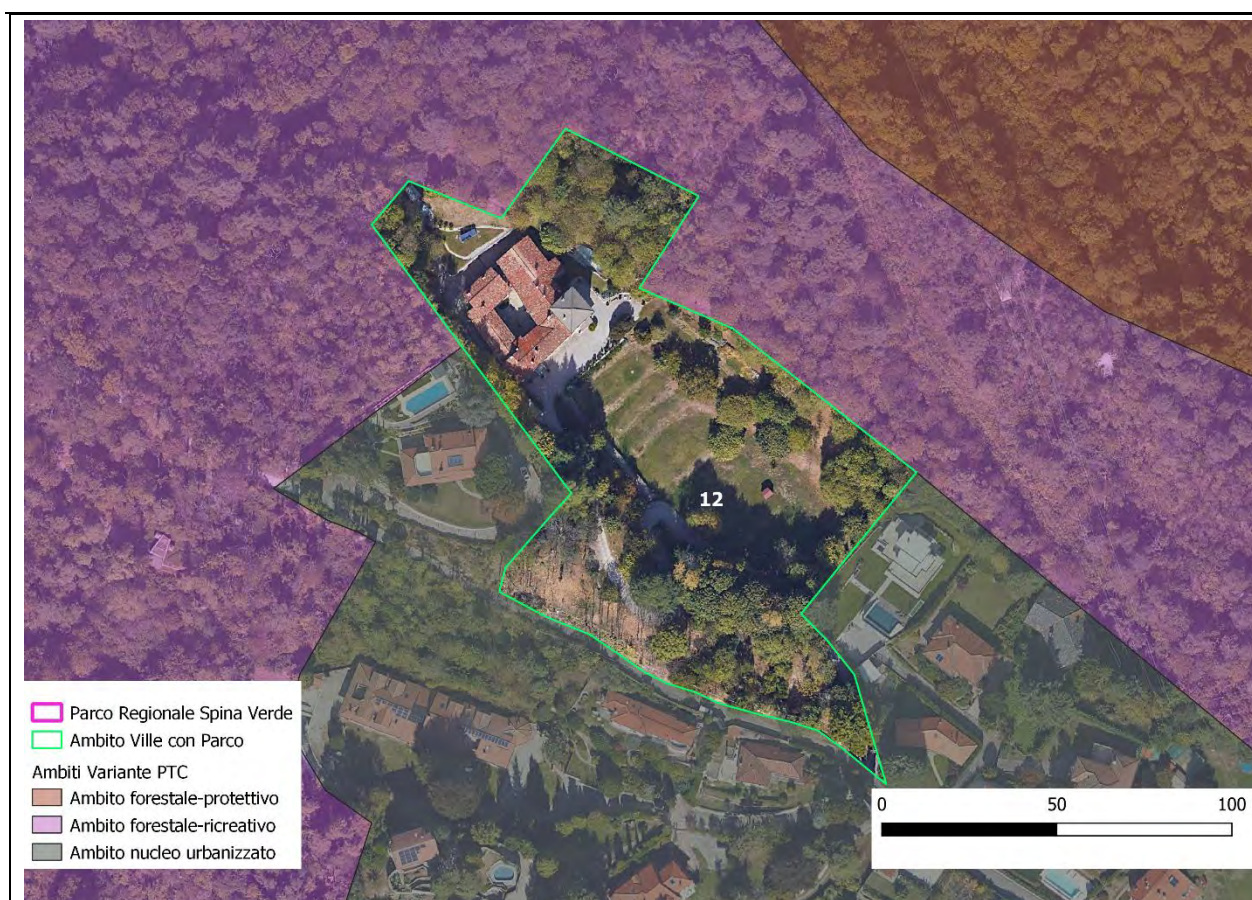 12
Parco Regionale Spina Verde
Ambito Ville con Parco
Ambiti Variante PTC
Ambito forestale-protettivo
Ambito forestale-ricreativo
Ambito nucleo urbanizzato
0 50 100